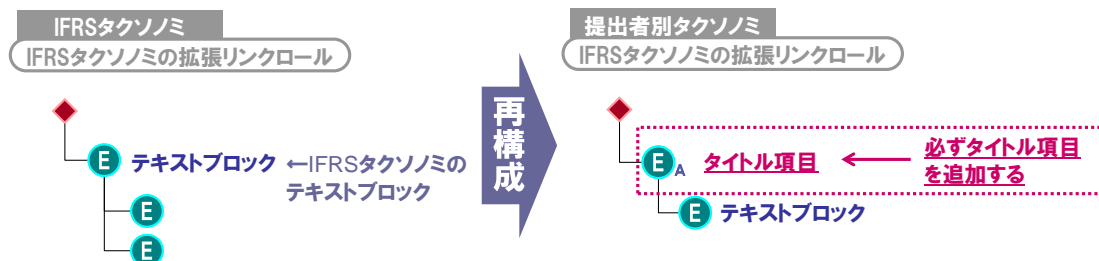 IFRSタクソノミ
IFRSタクソノミの拡張リンクロール
E テキストブロック ←IFRSタクソノミの
テキストブロック
E
E
再構成
提出者別タクソノミ
IFRSタクソノミの拡張リンクロール
EA タイトル項目
必ずタイトル項目
を追加する
E テキストブロック